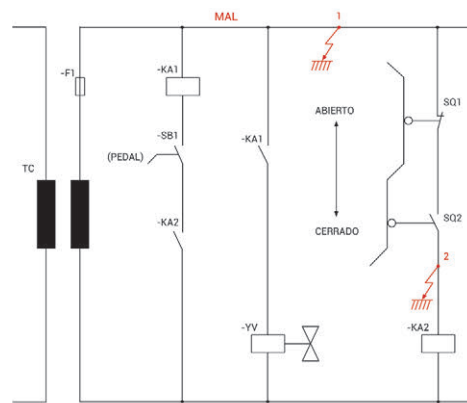 MAL
1
-F1
-KA1
ABIERTO
SQ1
-SB1
(PEDAL)
-KA1
TC
-KA2
CERRADO
SQ2
2
-YV
-KA2